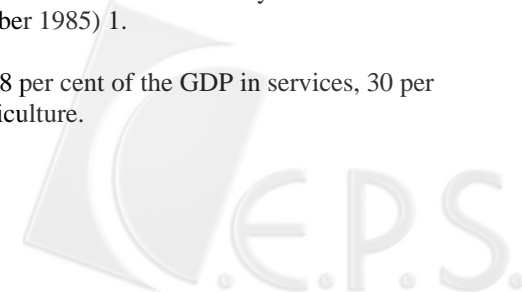 ber 1985) 1.
8 per cent of the GDP in services, 30 per
iculture.
C.E.P.S.